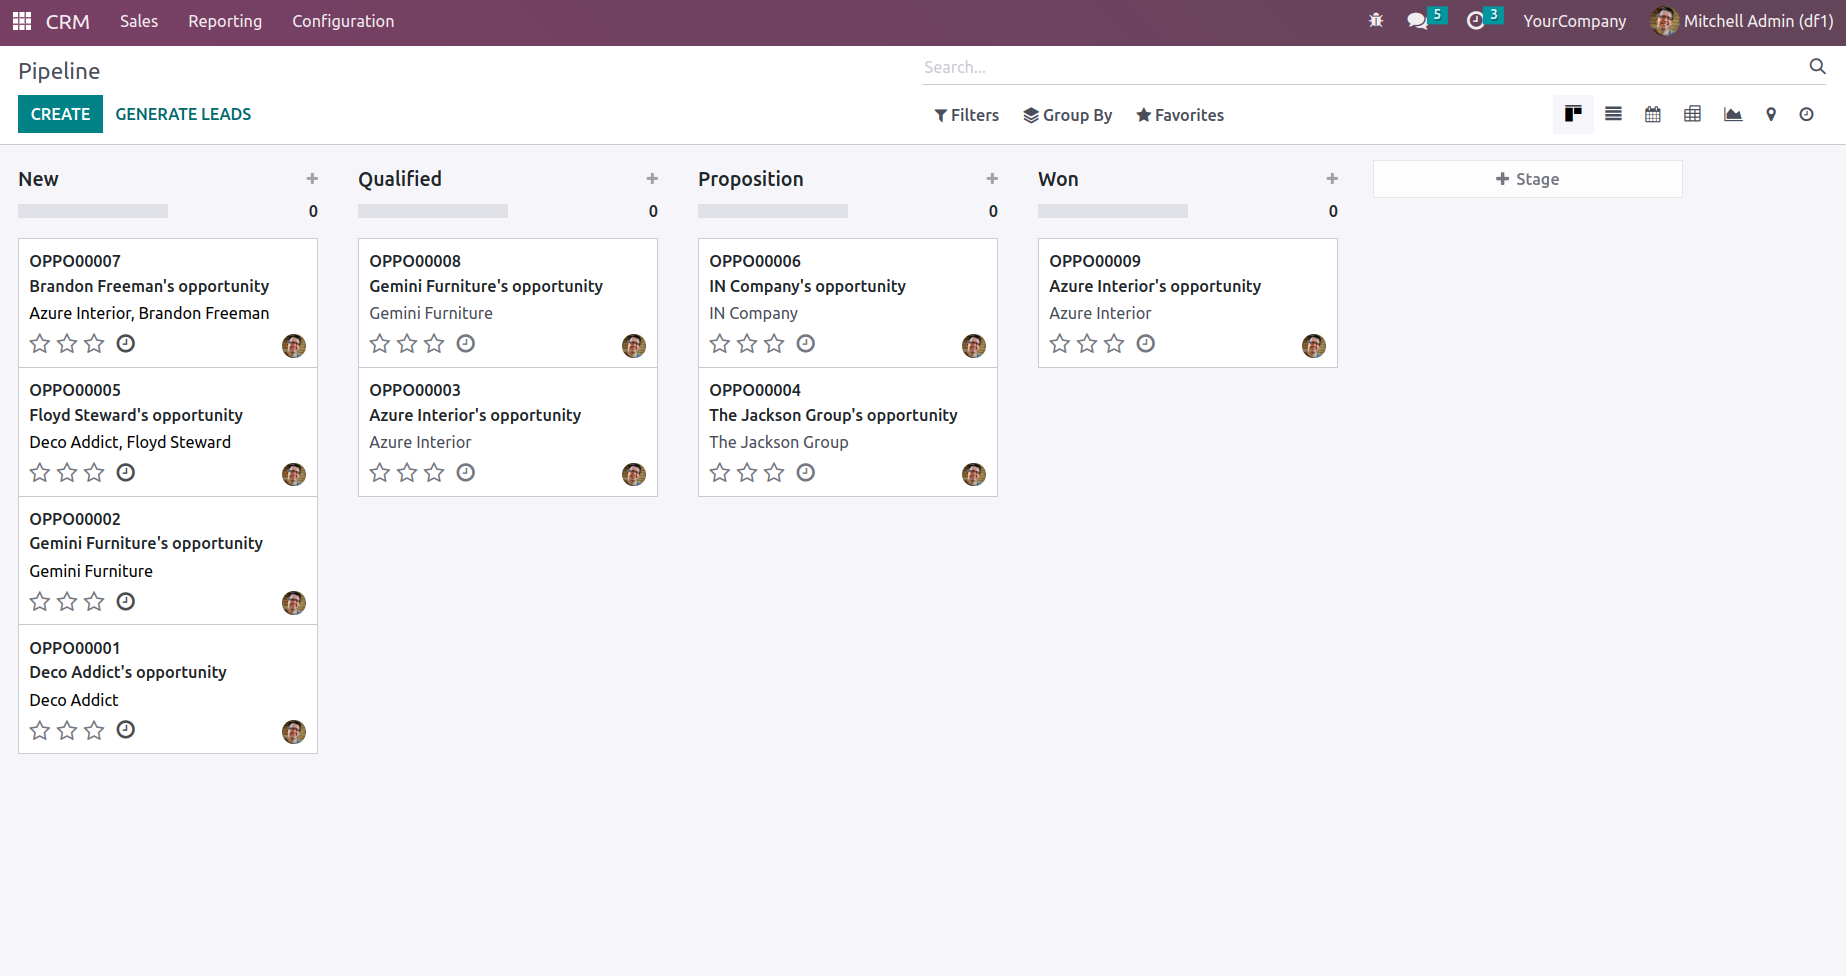 CRM Sales Reporting Configuration 5 3 YourCompany Mitchell Admin (df1)
Pipeline
Search...
CREATE GENERATE LEADS
Filters Group By Favorites
New
0
OPPO00007
Brandon Freeman's opportunity
Azure Interior, Brandon Freeman
OPPO00005
Floyd Steward's opportunity
Deco Addict, Floyd Steward
OPPO00002
Gemini Furniture's opportunity
Gemini Furniture
OPPO00001
Deco Addict's opportunity
Deco Addict
Qualified
0
OPPO00008
Gemini Furniture's opportunity
Gemini Furniture
OPPO00003
Azure Interior's opportunity
Azure Interior
Proposition
0
OPPO00006
IN Company's opportunity
IN Company
OPPO00004
The Jackson Group's opportunity
The Jackson Group
Won
0
OPPO00009
Azure Interior's opportunity
Azure Interior
+ Stage